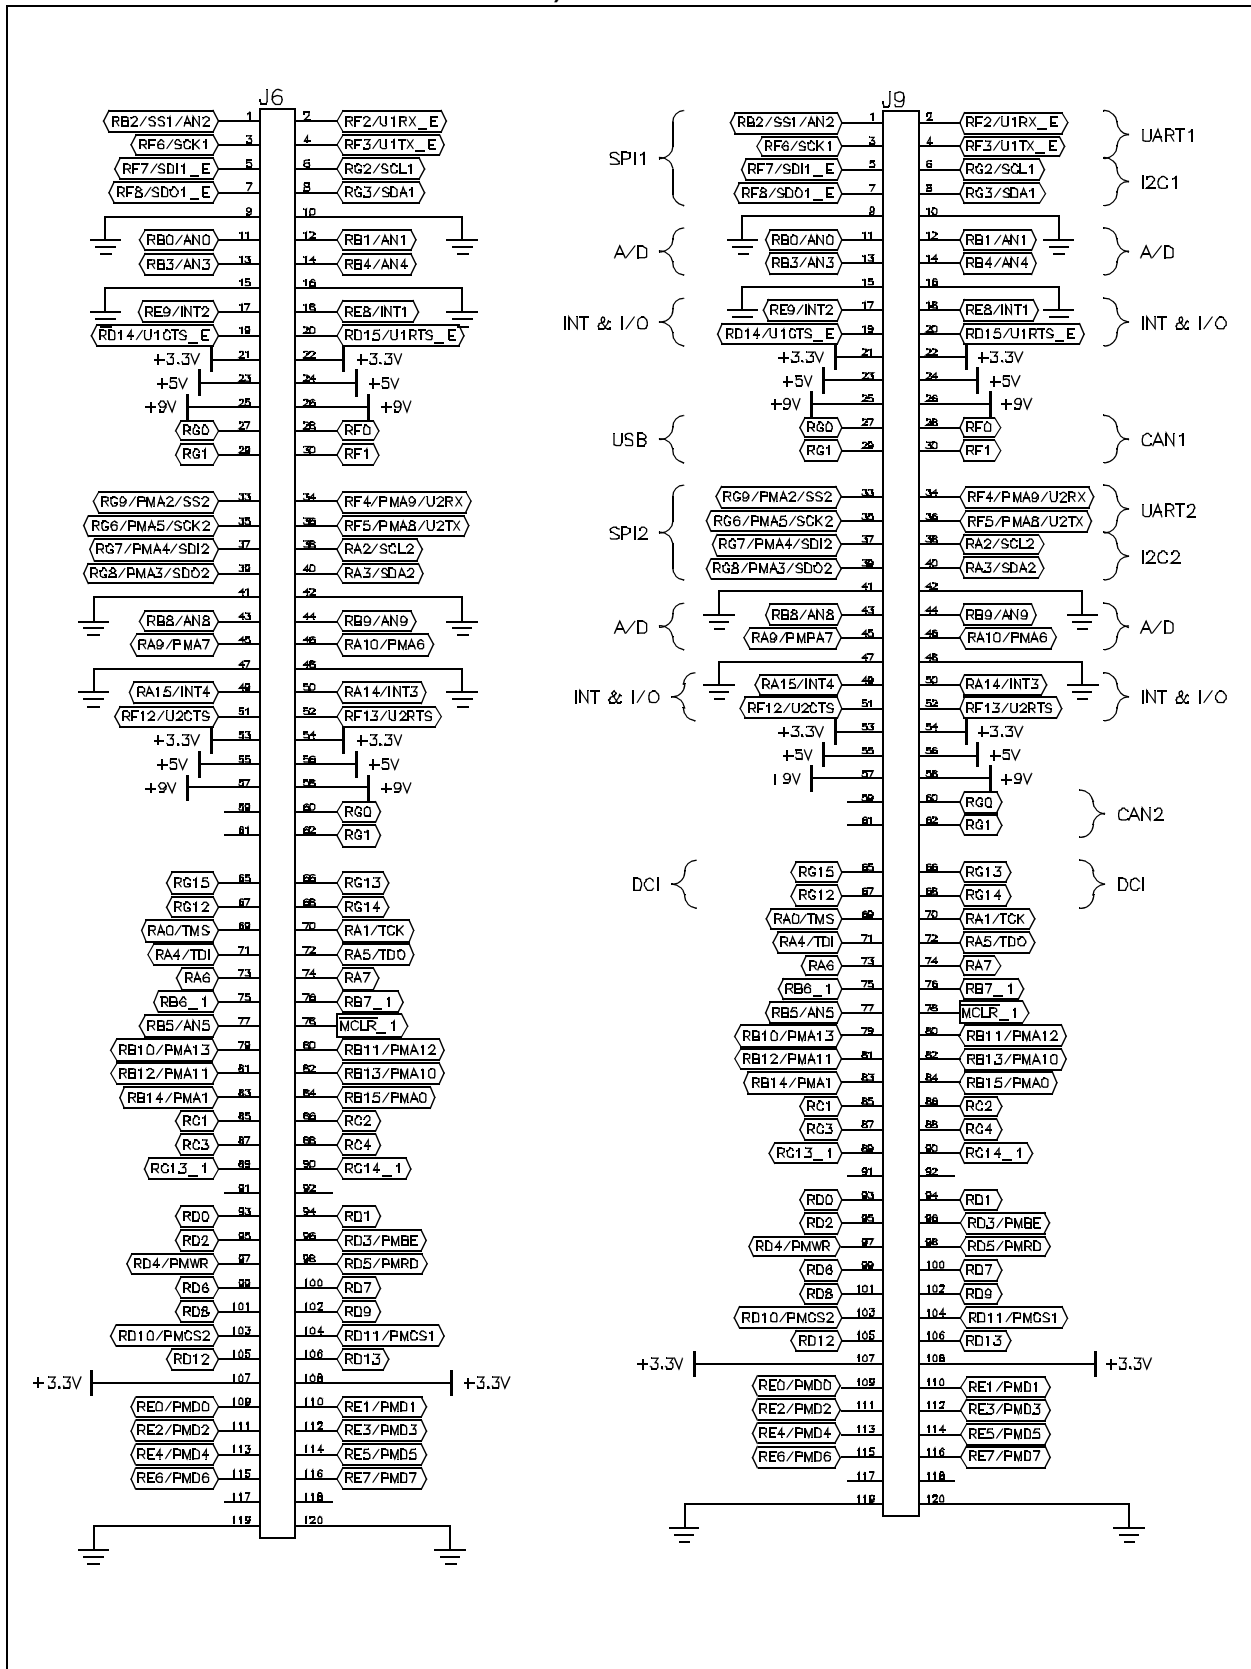 J6
RB2/SS1/AN2 1 2 RF2/U1RX_E
RF6/SCK1 3 4 RF3/U1TX_E
RF7/SDI1_E 5 6 RG2/SCL1
RF8/SDO1_E 7 8 RG3/SDA1
9 10
RB0/AN0 11 12 RB1/AN1
RB3/AN3 13 14 RB4/AN4
15 16
RE9/INT2 17 18 RE8/INT1
RD14/U1CTS_E 19 20 RD15/U1RTS_E
+3.3V 21 22 +3.3V
+5V 23 24 +5V
+9V 25 26 +9V
RG0 27 28 RF0
RG1 29 30 RF1
RG9/PMA2/SS2 33 34 RF4/PMA9/U2RX
RG6/PMA5/SCK2 35 36 RF5/PMA8/U2TX
RG7/PMA4/SDI2 37 38 RA2/SCL2
RG8/PMA3/SDO2 39 40 RA3/SDA2
41 42
RB8/AN8 43 44 RB9/AN9
RA9/PMA7 45 46 RA10/PMA6
47 48
RA15/INT4 49 50 RA14/INT3
RF12/U2CTS 51 52 RF13/U2RTS
+3.3V 53 54 +3.3V
+5V 55 56 +5V
+9V 57 58 +9V
59 60 RG0
61 62 RG1
RG15 65 66 RG13
RG12 67 68 RG14
RA0/TMS 69 70 RA1/TCK
RA4/TDI 71 72 RA5/TDO
RA6 73 74 RA7
RB6_1 75 76 RB7_1
RB5/AN5 77 78 MCLR_1
RB10/PMA13 79 80 RB11/PMA12
RB12/PMA11 81 82 RB13/PMA10
RB14/PMA1 83 84 RB15/PMA0
RC1 85 86 RC2
RC3 87 88 RC4
RC13_1 89 90 RC14_1
91 92
RD0 93 94 RD1
RD2 95 96 RD3/PMBE
RD4/PMWR 97 98 RD5/PMRD
RD6 99 100 RD7
RD8 101 102 RD9
RD10/PMCS2 103 104 RD11/PMCS1
RD12 105 106 RD13
+3.3V 107 108 +3.3V
RE0/PMD0 109 110 RE1/PMD1
RE2/PMD2 111 112 RE3/PMD3
RE4/PMD4 113 114 RE5/PMD5
RE6/PMD6 115 116 RE7/PMD7
117 118
119 120
J9
RB2/SS1/AN2 1 2 RF2/U1RX_E
UART1
RF6/SCK1 3 4 RF3/U1TX_E
SPI1
RF7/SDI1_E 5 6 RG2/SCL1
I2C1
RF8/SDO1_E 7 8 RG3/SDA1
9 10
RB0/AN0 11 12 RB1/AN1
A/D A/D
RB3/AN3 13 14 RB4/AN4
15 16
RE9/INT2 17 18 RE8/INT1
INT & I/O INT & I/O
RD14/U1CTS_E 19 20 RD15/U1RTS_E
+3.3V 21 22 +3.3V
+5V 23 24 +5V
+9V 25 26 +9V
RG0 27 28 RF0
USB CAN1
RG1 29 30 RF1
RG9/PMA2/SS2 33 34 RF4/PMA9/U2RX
UART2
RG6/PMA5/SCK2 35 36 RF5/PMA8/U2TX
SPI2
RG7/PMA4/SDI2 37 38 RA2/SCL2
I2C2
RG8/PMA3/SDO2 39 40 RA3/SDA2
41 42
RB8/AN8 43 44 RB9/AN9
A/D A/D
RA9/PMPA7 45 46 RA10/PMA6
47 48
RA15/INT4 49 50 RA14/INT3
INT & I/O INT & I/O
RF12/U2CTS 51 52 RF13/U2RTS
+3.3V 53 54 +3.3V
+5V 55 56 +5V
1 9V 57 58 +9V
59 60 RG0
CAN2
61 62 RG1
RG15 65 66 RG13
DCI DCI
RG12 67 68 RG14
RA0/TMS 69 70 RA1/TCK
RA4/TDI 71 72 RA5/TDO
RA6 73 74 RA7
RB6_1 75 76 RB7_1
RB5/AN5 77 78 MCLR_1
RB10/PMA13 79 80 RB11/PMA12
RB12/PMA11 81 82 RB13/PMA10
RB14/PMA1 83 84 RB15/PMA0
RC1 85 86 RC2
RC3 87 88 RC4
RC13_1 89 90 RC14_1
91 92
RD0 93 94 RD1
RD2 95 96 RD3/PMBE
RD4/PMWR 97 98 RD5/PMRD
RD6 99 100 RD7
RD8 101 102 RD9
RD10/PMCS2 103 104 RD11/PMCS1
RD12 105 106 RD13
+3.3V 107 108 +3.3V
RE0/PMD0 109 110 RE1/PMD1
RE2/PMD2 111 112 RE3/PMD3
RE4/PMD4 113 114 RE5/PMD5
RE6/PMD6 115 116 RE7/PMD7
117 118
119 120